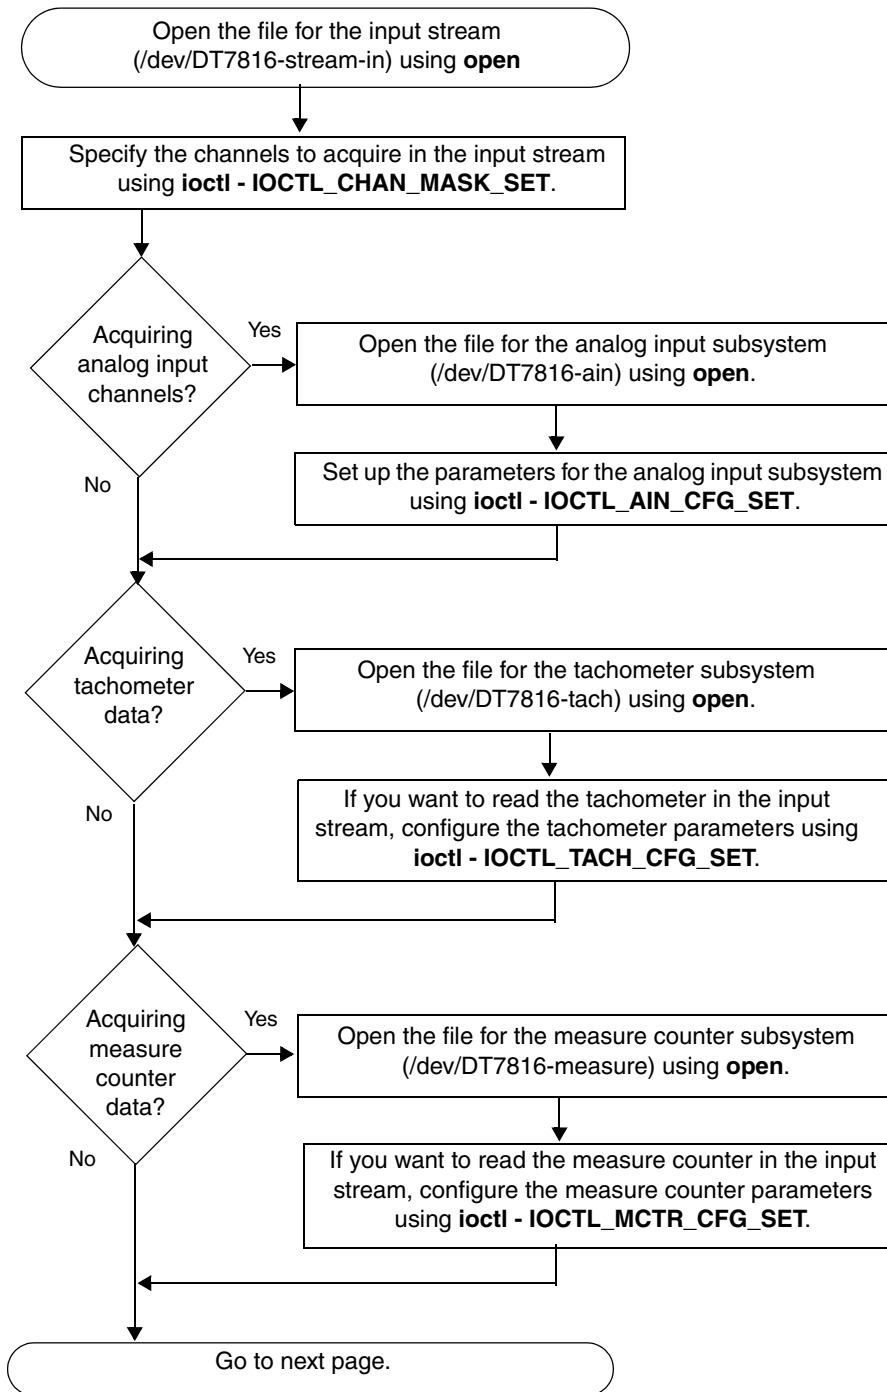 Open the file for the input stream
(/dev/DT7816-stream-in) using open
Specify the channels to acquire in the input stream
using ioctl - IOCTL_CHAN_MASK_SET.
Acquiring
analog input
channels?
Yes
Open the file for the analog input subsystem
(/dev/DT7816-ain) using open.
Set up the parameters for the analog input subsystem
using ioctl - IOCTL_AIN_CFG_SET.
No
Acquiring
tachometer
data?
Yes
Open the file for the tachometer subsystem
(/dev/DT7816-tach) using open.
If you want to read the tachometer in the input
stream, configure the tachometer parameters using
ioctl - IOCTL_TACH_CFG_SET.
No
Acquiring
measure
counter
data?
Yes
Open the file for the measure counter subsystem
(/dev/DT7816-measure) using open.
If you want to read the measure counter in the input
stream, configure the measure counter parameters
using ioctl - IOCTL_MCTR_CFG_SET.
No
Go to next page.